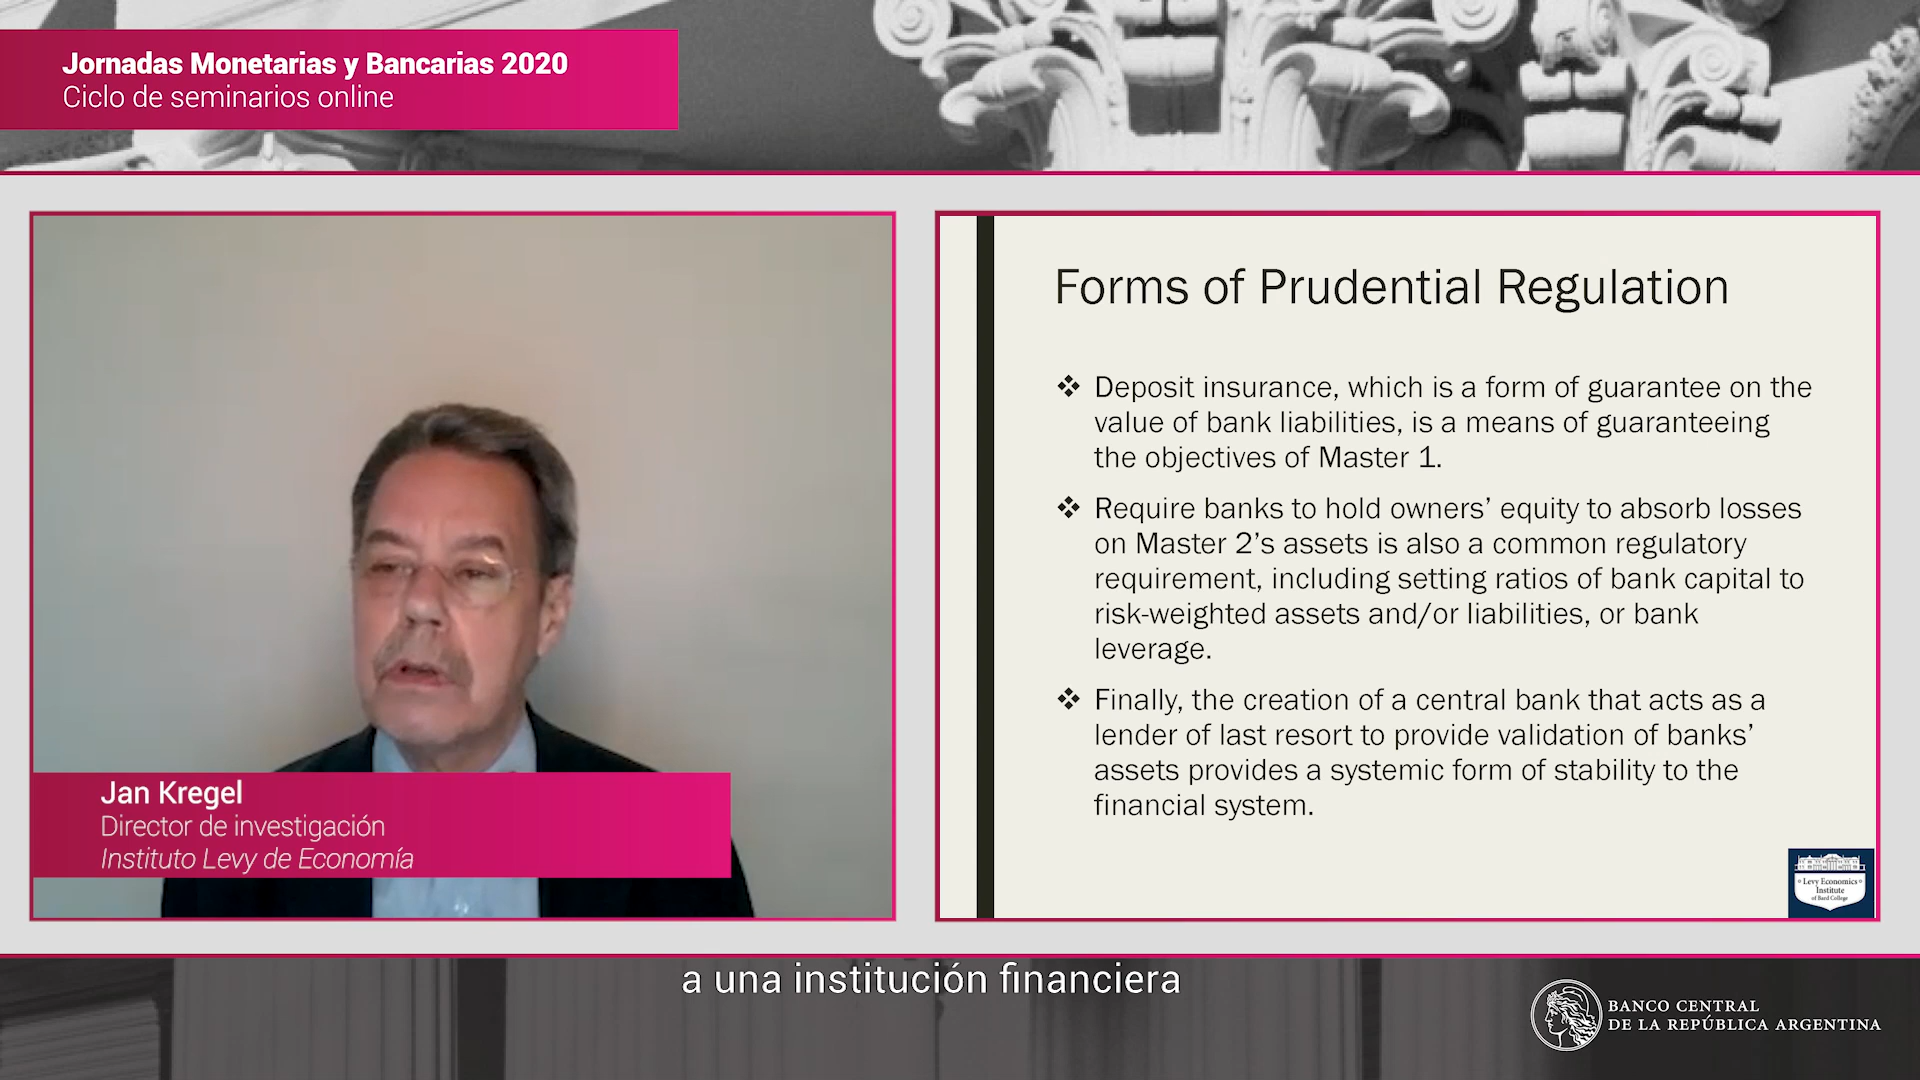 Jornadas Monetarias y Bancarias 2020
Ciclo de seminarios online
Forms of Prudential Regulation
❖ Deposit insurance, which is a form of guarantee on the
value of bank liabilities, is a means of guaranteeing
the objectives of Master 1.
❖ Require banks to hold owners’ equity to absorb losses
on Master 2’s assets is also a common regulatory
requirement, including setting ratios of bank capital to
risk-weighted assets and/or liabilities, or bank
leverage.
❖ Finally, the creation of a central bank that acts as a
lender of last resort to provide validation of banks’
assets provides a systemic form of stability to the
financial system.
Levy Economics
Institute
of Bard College
Jan Kregel
Director de investigación
Instituto Levy de Economía
a una institución financiera
BANCO CENTRAL
DE LA REPÚBLICA ARGENTINA